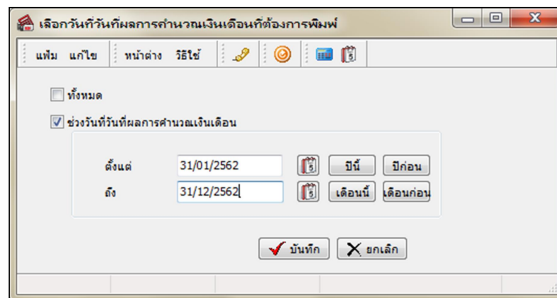 เลือกวันที่วันที่ผลการคำนวณเงินเดือนที่ต้องการพิมพ์
แฟ้ม แก้ไข หน้าต่าง วิธีใช้
ทั้งหมด
ช่วงวันที่วันที่ผลการคำนวณเงินเดือน
ตั้งแต่ 31/01/2562 ปีนี้ ปีก่อน
ถึง 31/12/2562 เดือนนี้ เดือนก่อน
บันทึก ยกเลิก